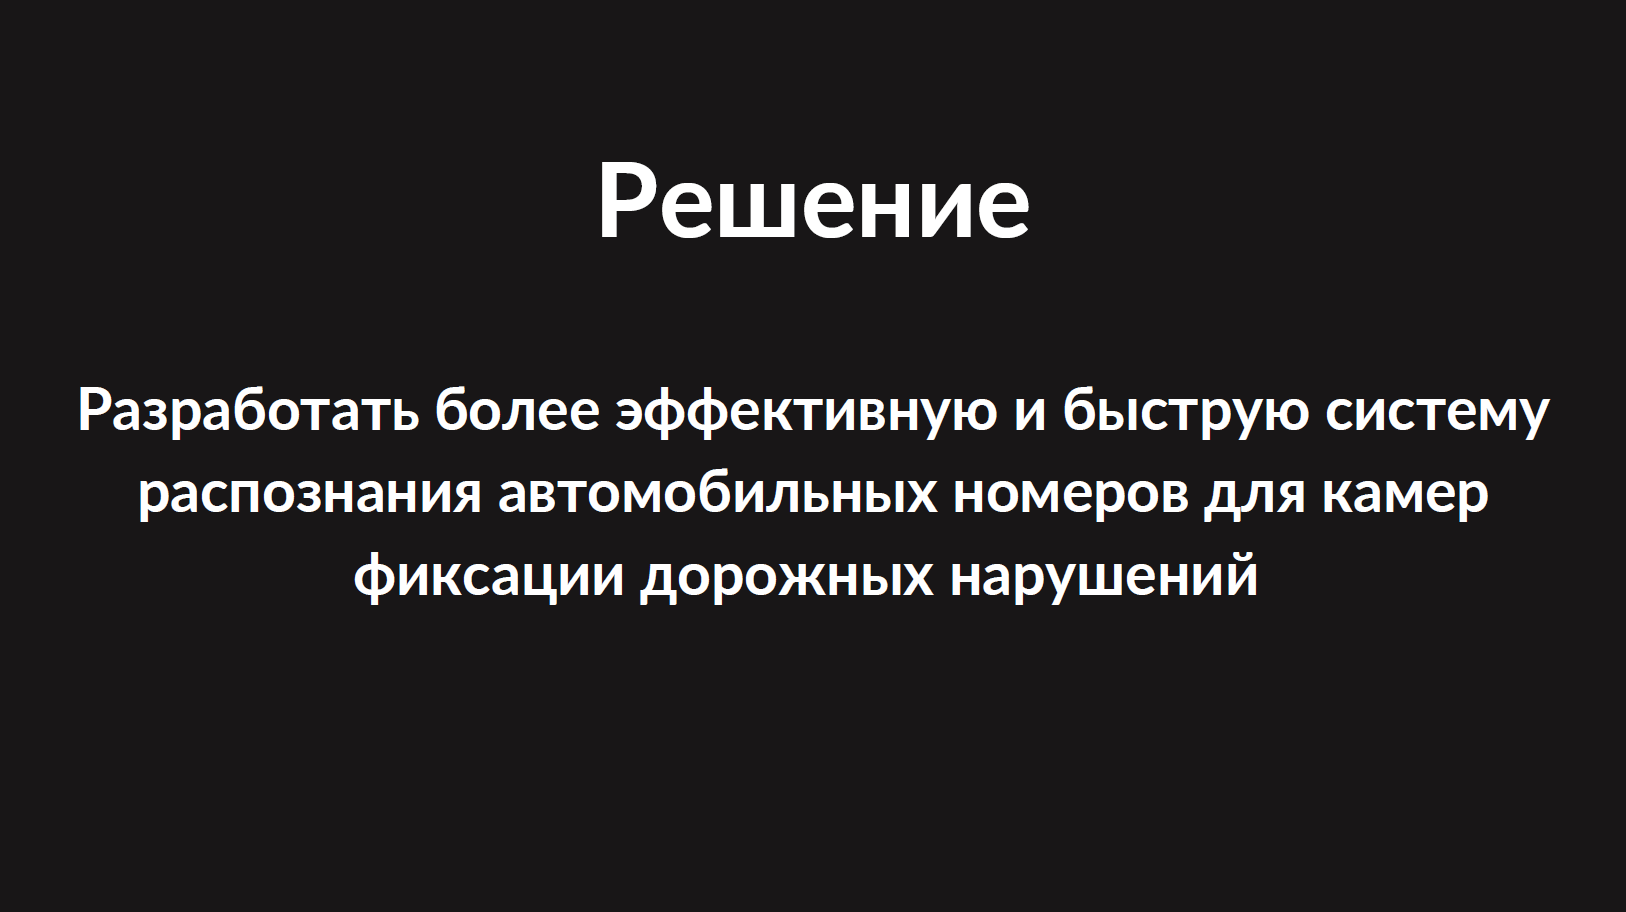 Решение
Разработать более эффективную и быструю систему
распознания автомобильных номеров для камер
фиксации дорожных нарушений